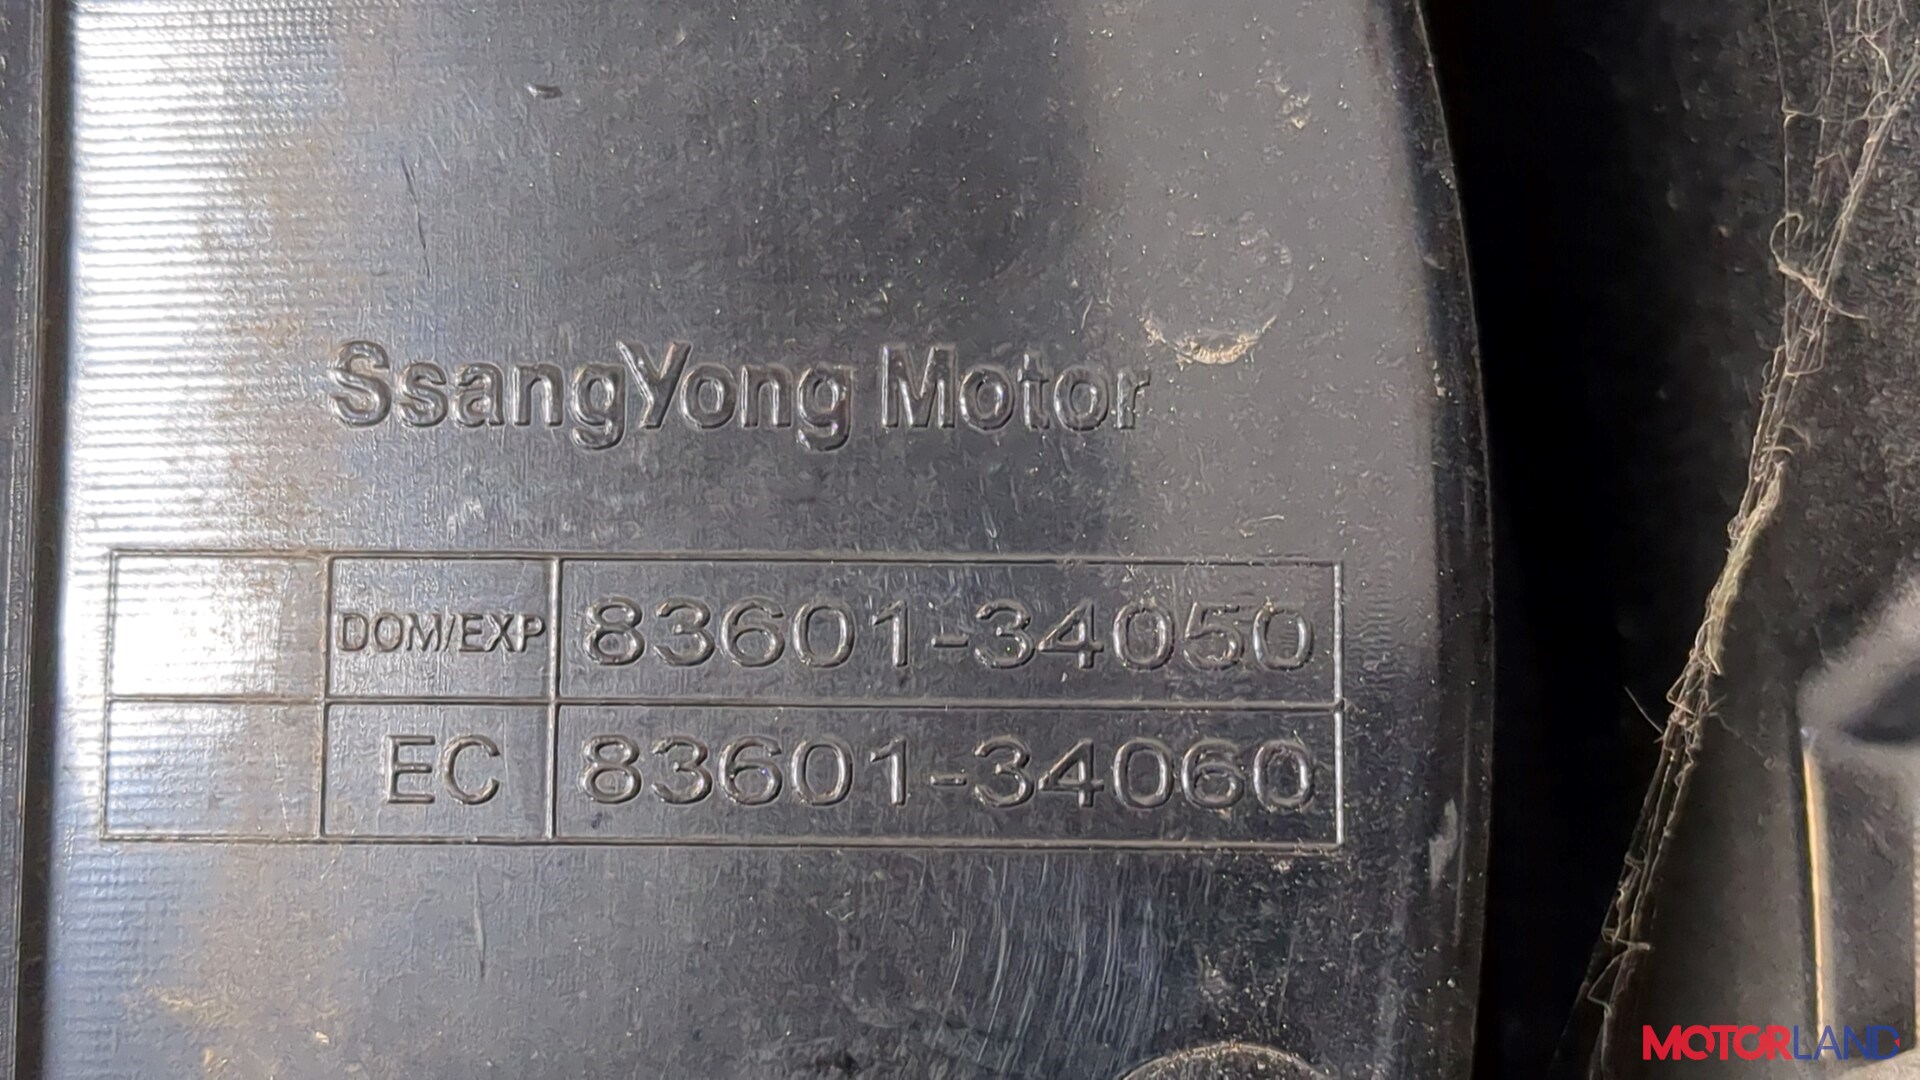 SsangYong Motor
DOM/EXP 83601-34050
EC 83601-34060
MOTORLAND